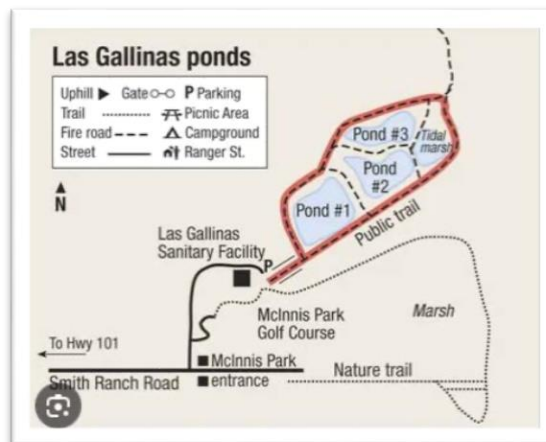 Las Gallinas ponds
Uphill Gate P Parking
Trail Picnic Area
Fire road Campground
Street Ranger St.
N
Pond #3
Tidal
marsh
Pond
#2
Pond #1
Public trail
Las Gallinas
Sanitary Facility
P
McInnis Park
Golf Course
Marsh
To Hwy 101
McInnis Park
entrance
Nature trail
Smith Ranch Road